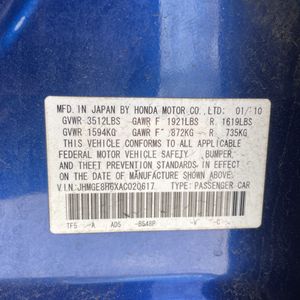 MFD. IN JAPAN BY HONDA MOTOR CO., LTD. 01/10
GVWR 3512LBS GAWR F 1921LBS R 1619LBS
GVWR 1594KG GAWR F 872KG R 735KG
THIS VEHICLE CONFORMS TO ALL APPLICABLE
FEDERAL MOTOR VEHICLE SAFETY, BUMPER,
AND THEFT PREVENTION STANDARDS IN EFFECT
ON THE DATE OF MANUFACTURE SHOWN ABOVE.
V.I.N. TYPE: PASSENGER CAR
TF5 -A